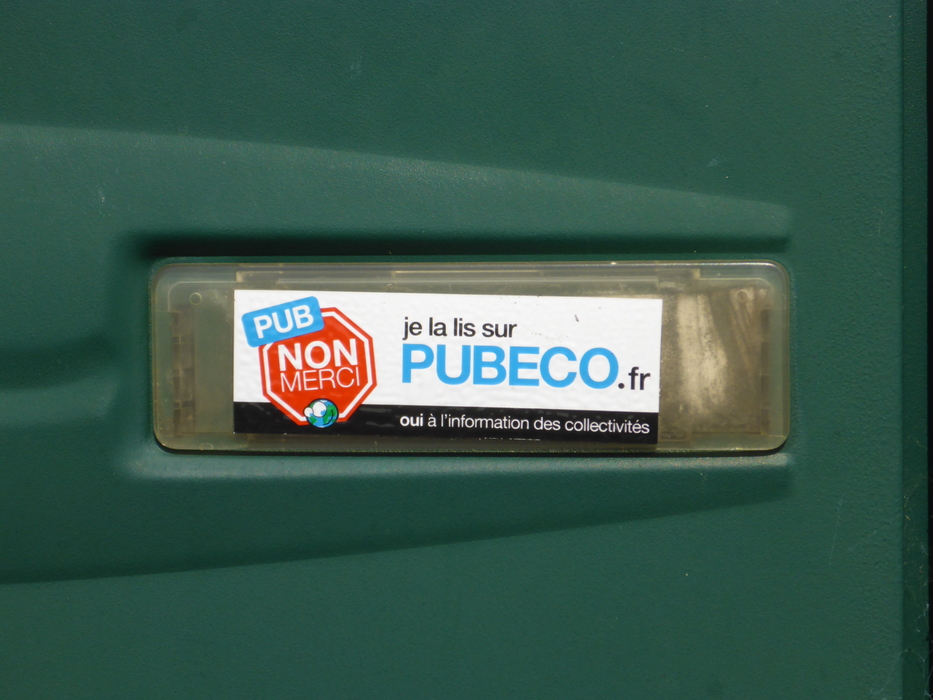 PUB
NON
MERCI
je la lis sur
PUBECO.fr
oui à l'information des collectivités